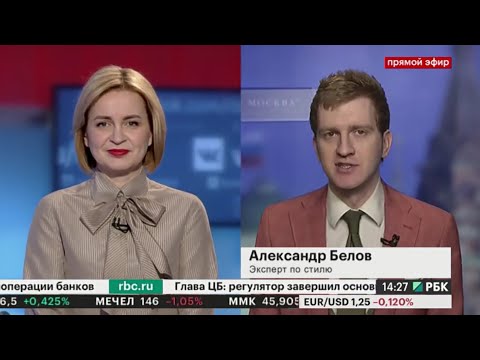 прямой эфир
МОСКВА
Александр Белов
Эксперт по стилю
операции банков
rbc.ru
Глава ЦБ: регулятор завершил основ
14:27 РБК
6,5 +0,425% МЕЧЕЛ 146 -1,05% ММК 45,905
EUR/USD 1,25 -0,120%